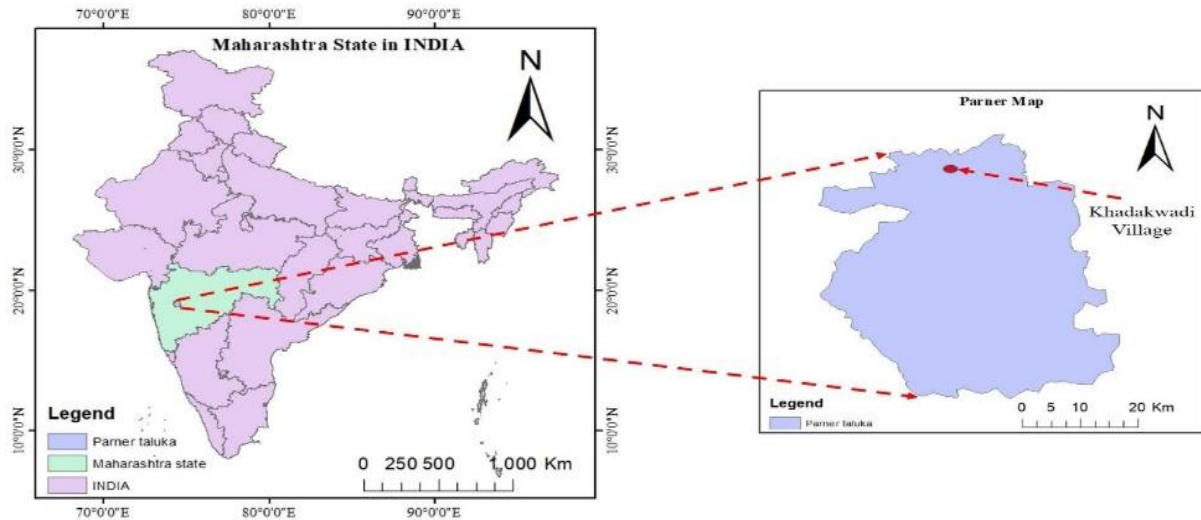 70°0'0"E 80°0'0"E 90°0'0"E
Maharashtra State in INDIA
N
30°0'0"N
20°0'0"N
10°0'0"N
30°0'0"N
20°0'0"N
10°0'0"N
Legend
Parner taluka
Maharashtra state
INDIA
0 250 500 1,000 Km
70°0'0"E 80°0'0"E 90°0'0"E
Parner Map
N
Khadakwadi
Village
Legend
Parner taluka
0 5 10 20 Km